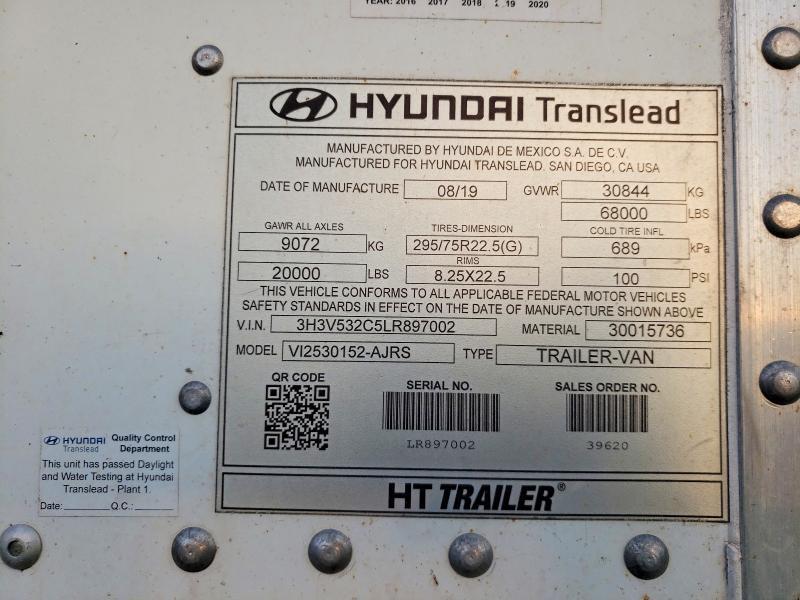 YEAR: 2016 2017 2018 19 2020
HYUNDAI Translead
MANUFACTURED BY HYUNDAI DE MEXICO S.A. DE C.V.
MANUFACTURED FOR HYUNDAI TRANSLEAD. SAN DIEGO, CA USA
DATE OF MANUFACTURE 08/19 GVWR 30844 KG
68000 LBS
GAWR ALL AXLES TIRES-DIMENSION COLD TIRE INFL
9072 KG 295/75R22.5(G) 689 kPa
RIMS
20000 LBS 8.25X22.5 100 PSI
THIS VEHICLE CONFORMS TO ALL APPLICABLE FEDERAL MOTOR VEHICLES
SAFETY STANDARDS IN EFFECT ON THE DATE OF MANUFACTURE SHOWN ABOVE
V.I.N. 3H3V532C5LR897002 MATERIAL 30015736
MODEL VI2530152-AJRS TYPE TRAILER-VAN
QR CODE SERIAL NO. SALES ORDER NO.
LR897002 39620
HT TRAILER®
HYUNDAI Translead Quality Control Department
This unit has passed Daylight
and Water Testing at Hyundai
Translead - Plant 1.
Date:________ Q.C.:________